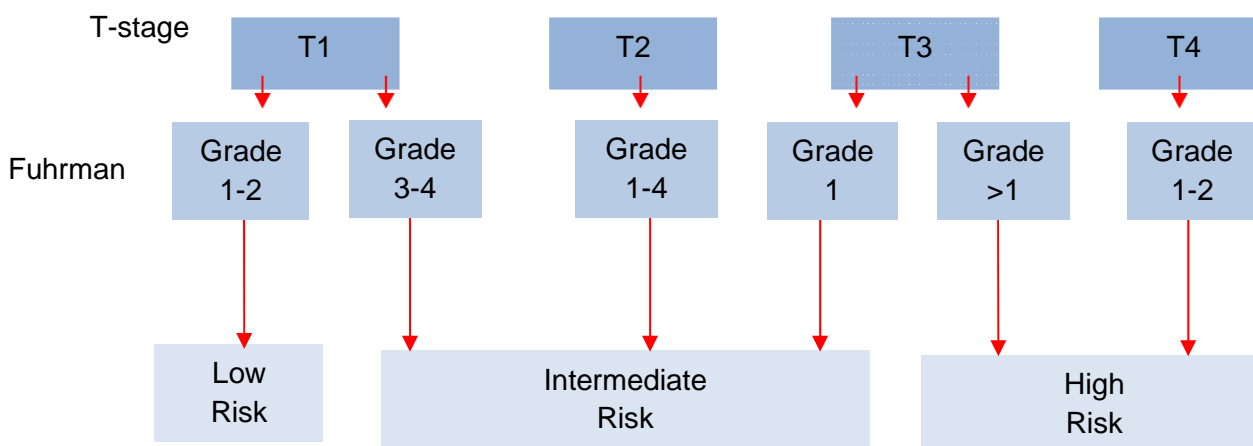 T-stage
T1
T2
T3
T4
Fuhrman
Grade
1-2
Grade
3-4
Grade
1-4
Grade
1
Grade
>1
Grade
1-2
Low
Risk
Intermediate
Risk
High
Risk